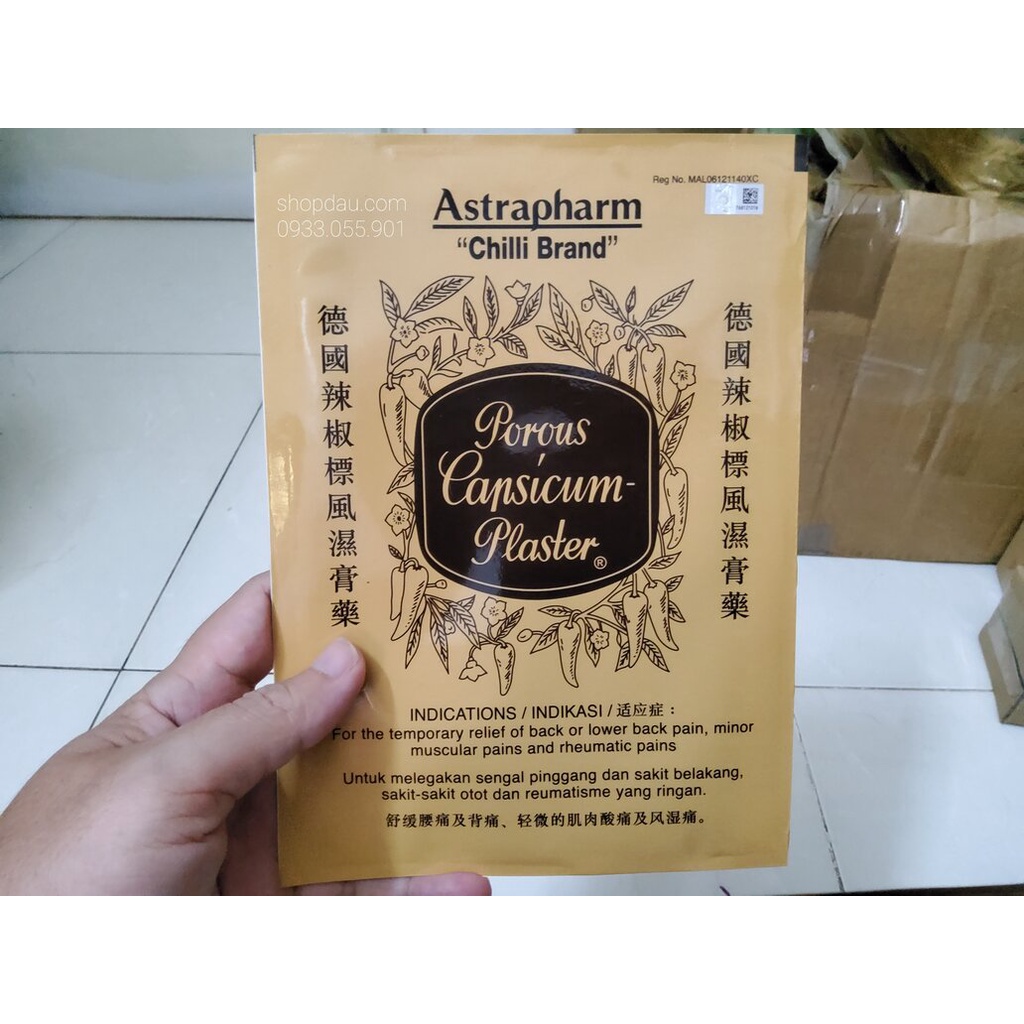 shopdau.com
0933.055.901
Reg No. MAL06121140XC
Astrapharm
“Chilli Brand”
德國辣椒標風濕膏藥
Porous
Capsicum-
Plaster®
德國辣椒標風濕膏藥
INDICATIONS / INDIKASI / 适应症 :
For the temporary relief of back or lower back pain, minor
muscular pains and rheumatic pains
Untuk melegakan sengal pinggang dan sakit belakang,
sakit-sakit otot dan reumatisme yang ringan.
舒缓腰痛及背痛、轻微的肌肉酸痛及风湿痛。